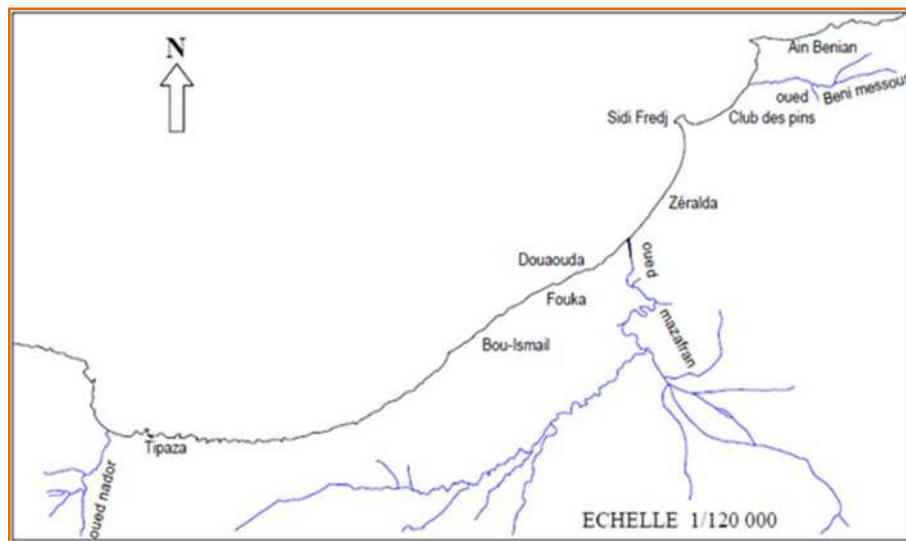 N
Ain Benian
oued
Beni messous
Sidi Fredj
Club des pins
Zéralda
Douaouda
oued
Fouka
mazafran
Bou-Ismail
Tipaza
oued nador
ECHELLE 1/120 000